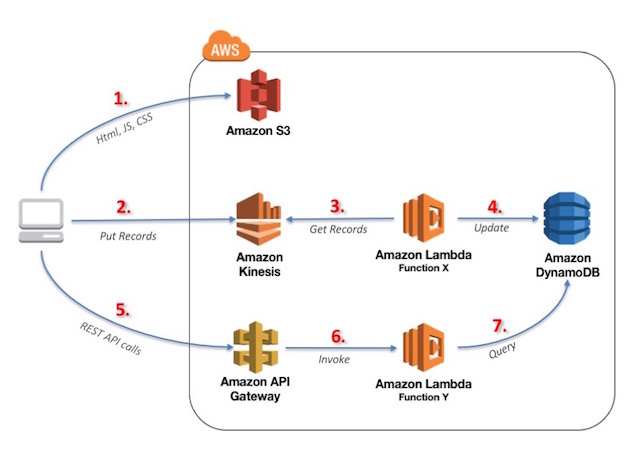 AWS
1.
Html, JS, CSS
Amazon S3
2.
Put Records
Amazon
Kinesis
3.
Get Records
Amazon Lambda
Function X
4.
Update
Amazon
DynamoDB
5.
REST API calls
Amazon API
Gateway
6.
Invoke
Amazon Lambda
Function Y
7.
Query